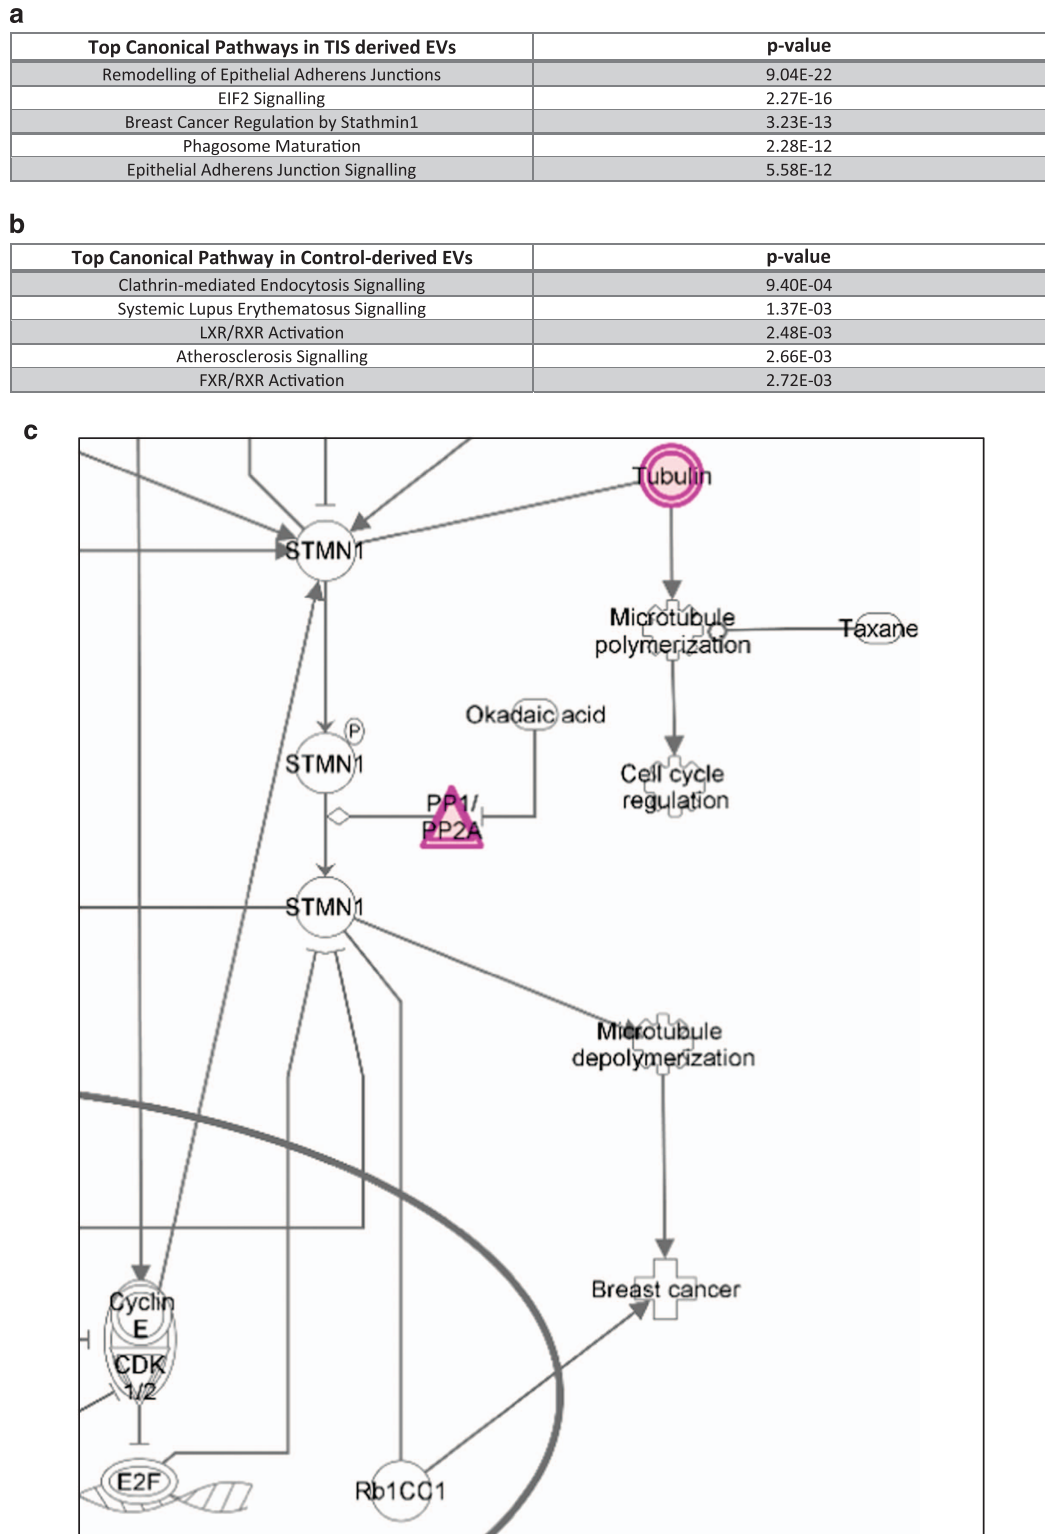 a
Top Canonical Pathways in TIS derived EVs p-value
Remodelling of Epithelial Adherens Junctions 9.04E-22
EIF2 Signalling 2.27E-16
Breast Cancer Regulation by Stathmin1 3.23E-13
Phagosome Maturation 2.28E-12
Epithelial Adherens Junction Signalling 5.58E-12
b
Top Canonical Pathway in Control-derived EVs p-value
Clathrin-mediated Endocytosis Signalling 9.40E-04
Systemic Lupus Erythematosus Signalling 1.37E-03
LXR/RXR Activation 2.48E-03
Atherosclerosis Signalling 2.66E-03
FXR/RXR Activation 2.72E-03
c
Tubulin
STMN1
Microtubule
polymerization
Taxane
Okadaic acid
P
STMN1
Cell cycle
regulation
PP1/
PP2A
STMN1
Microtubule
depolymerization
Breast cancer
Cyclin
E
CDK
1/2
E2F
Rb1CC1